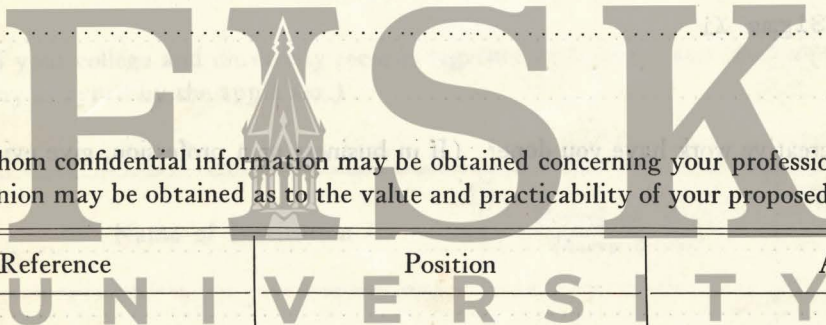 FISK
hom confidential information may be obtained concerning your profession
nion may be obtained as to the value and practicability of your proposed
Reference Position A
UNIVERSITY